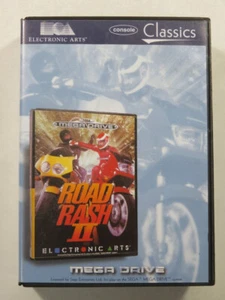 ELECTRONIC ARTS
console
Classics
MEGA DRIVE
ROAD
RASH
II
ELECTRONIC ARTS
MEGA DRIVE